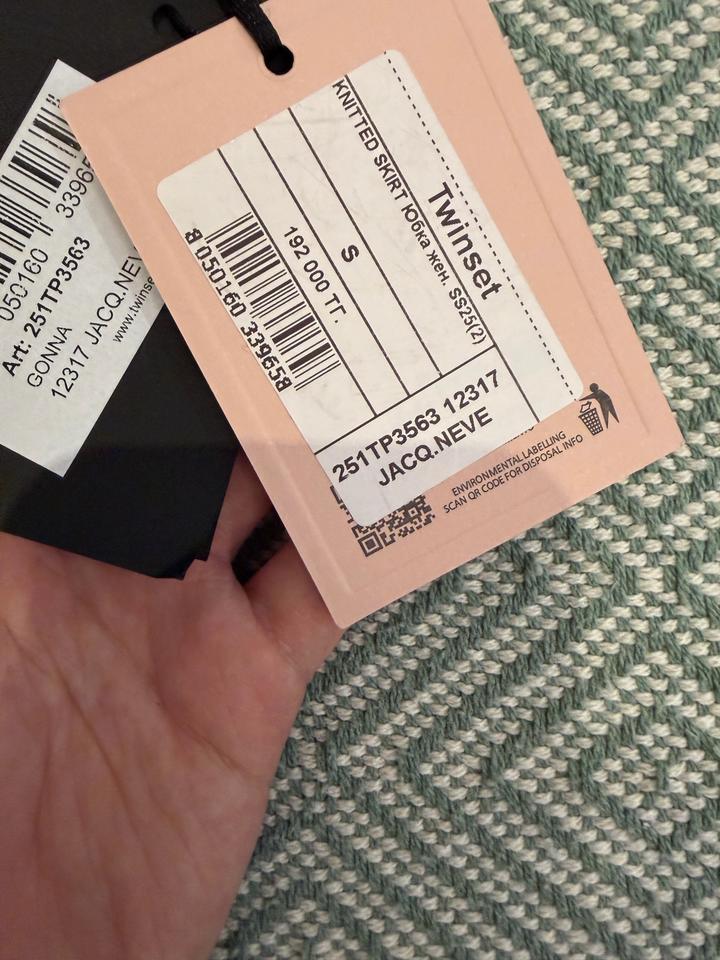 Twinset
KNITTED SKIRT Юбка жен. SS25(2)
S
192 000 ТГ.
8 050160 339658
251TP3563 12317
JACQ.NEVE
ENVIRONMENTAL LABELLING
SCAN QR CODE FOR DISPOSAL INFO
050160 3396
Art: 251TP3563
GONNA
12317 JACQ.NEV
www.twinse